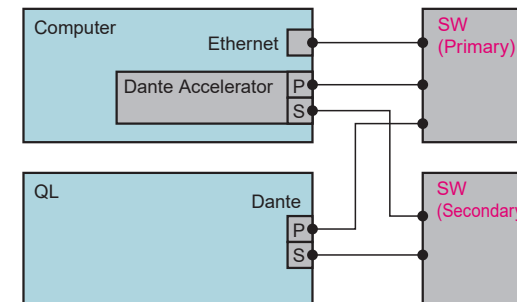 Computer
Ethernet
Dante Accelerator
P
S
SW
(Primary)
QL
Dante
P
S
SW
(Secondary